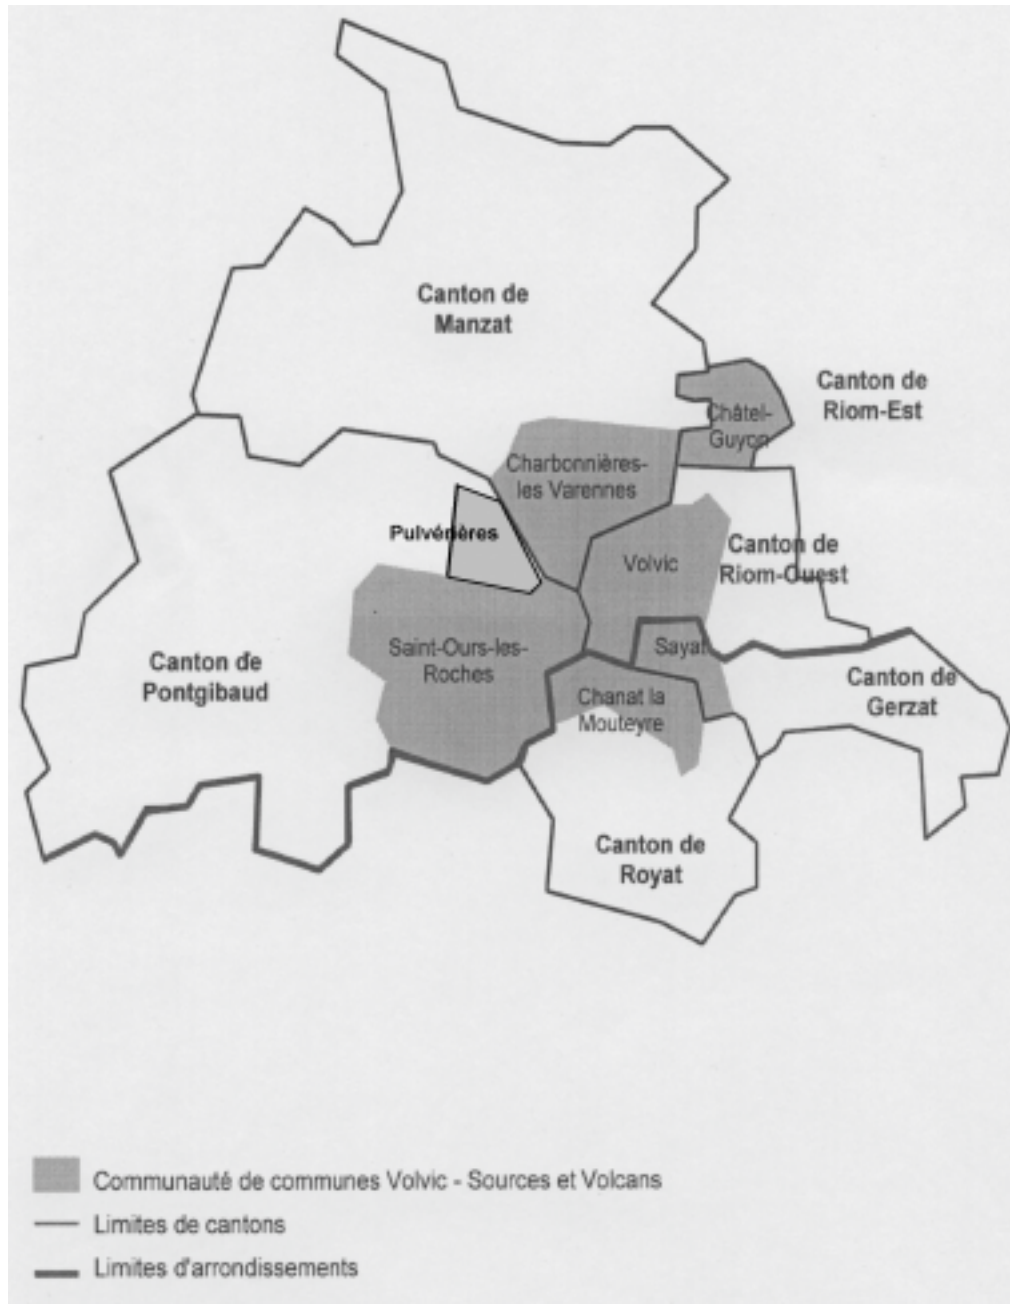 Canton de
Manzat
Canton de
Riom-Est
Châtel-
Guyon
Charbonnières-
les Varennes
Pulvérières
Volvic
Canton de
Riom-Ouest
Saint-Ours-les-
Roches
Sayat
Canton de
Pontgibaud
Chanat la
Mouteyre
Canton de
Gerzat
Canton de
Royat
Communauté de communes Volvic - Sources et Volcans
Limites de cantons
Limites d'arrondissements